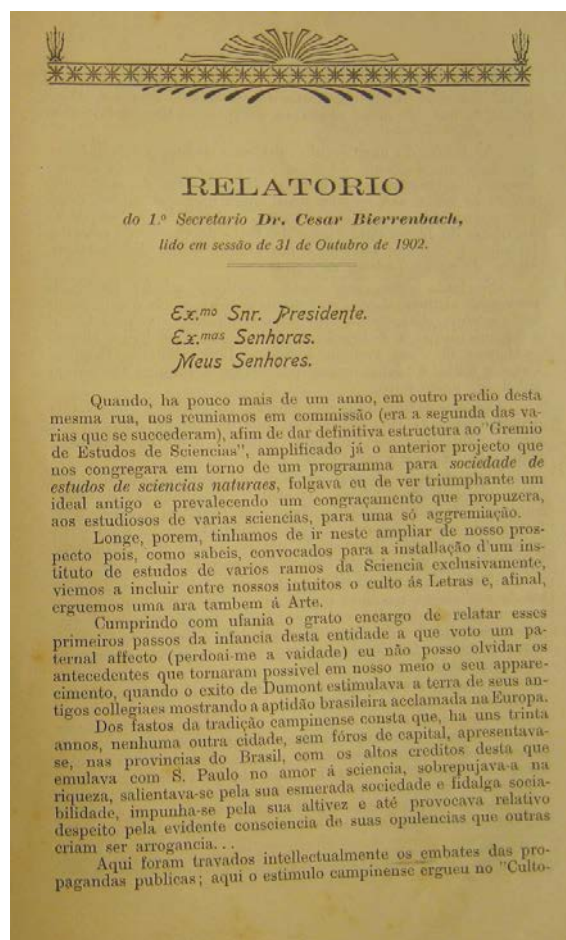 RELATORIO
do 1.º Secretario Dr. Cesar Bierrenbach,
lido em sessão de 31 de Outubro de 1902.
Ex.mo Snr. Presidente.
Ex.mas Senhoras.
Meus Senhores.
Quando, ha pouco mais de um anno, em outro predio desta
mesma rua, nos reuniamos em commissão (era a segunda das va-
rias que se succederam), afim de dar definitiva estructura ao "Gremio
de Estudos de Sciencias", amplificado já o anterior projecto que
nos congregara em torno de um programma para sociedade de
estudos de sciencias naturaes, folgava eu de ver triumphante um
ideal antigo e prevalecendo um congraçamento que propuzera,
aos estudiosos de varias sciencias, para uma só aggremiação.
Longe, porem, tinhamos de ir neste ampliar de nosso pros-
pecto pois, como sabeis, convocados para a installação d'um ins-
tituto de estudos de varios ramos da Sciencia exclusivamente,
viemos a incluir entre nossos intuitos o culto ás Letras e, afinal,
erguemos uma ara tambem á Arte.
Cumprindo com ufania o grato encargo de relatar esses
primeiros passos da infancia desta entidade a que voto um pa-
ternal affecto (perdoai-me a vaidade) eu não posso olvidar os
antecedentes que tornaram possivel em nosso meio o seu appare-
cimento, quando o exito de Dumont estimulava a terra de seus an-
tigos collegiaes mostrando a aptidão brasileira acclamada na Europa.
Dos fastos da tradição campinense consta que, ha uns trinta
annos, nenhuma outra cidade, sem fóros de capital, apresentava-
se, nas provincias do Brasil, com os altos creditos desta que
emulava com S. Paulo no amor á sciencia, sobrepujava-a na
riqueza, salientava-se pela sua esmerada sociedade e fidalga socia-
bilidade, impunha-se pela sua altivez e até provocava relativo
despeito pela evidente consciencia de suas opulencias que outras
criam ser arrogancia...
Aqui foram travados intellectualmente os embates das pro-
pagandas publicas; aqui o estimulo campinense ergueu no "Culto-